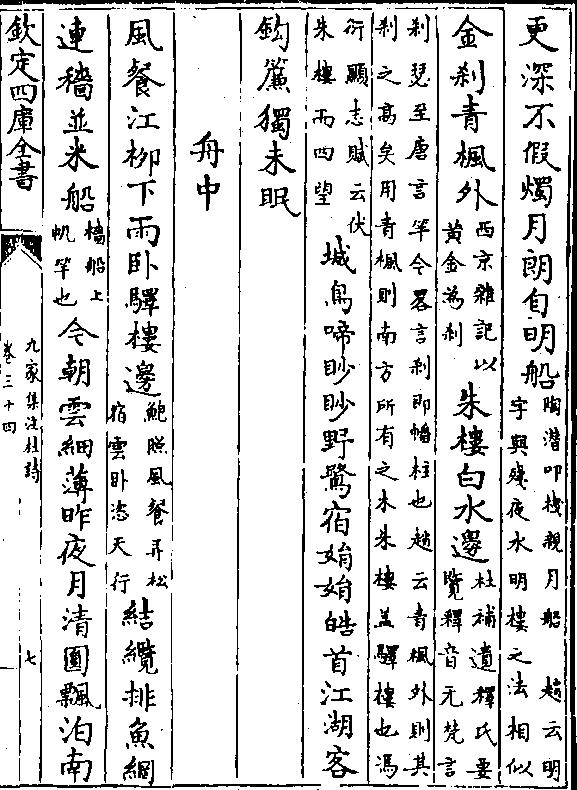 更深不假燭月朗自明船陶潛叩栧親月船　趙云明字與殘夜水明樓之法相似
金刹青楓外西京雜記以黄金為刹朱樓白水邊杜補遺釋氏要覽釋音无梵言
刹瑟至唐言竿今畧言刹即幡柱也趙云青楓外則其刹之高矣用青楓則南方所有之木朱樓盖驛樓也馮
衍顯志賦云伏朱樓而四望城烏啼眇眇野鷺宿娟娟皓首江湖客
鈎簾獨未眠
舟中
風餐江柳下雨卧驛樓邊鮑照風餐弄松宿雲卧恣天行結纜排魚網
連檣並米船檣船上帆竿也今朝雲細薄昨夜月清圓飄泊南
欽定四庫全書
九家集注杜詩
卷三十四
七